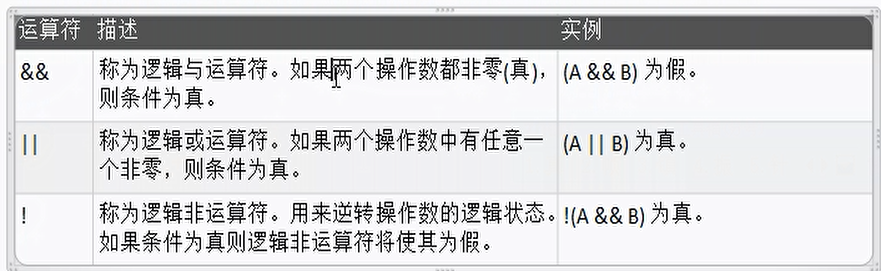 运算符 描述 实例
&& 称为逻辑与运算符。如果两个操作数都非零(真)， (A && B) 为假。
则条件为真。
|| 称为逻辑或运算符。如果两个操作数中有任意一 (A || B) 为真。
个非零，则条件为真。
! 称为逻辑非运算符。用来逆转操作数的逻辑状态。 !(A && B) 为真。
如果条件为真则逻辑非运算符将使其为假。